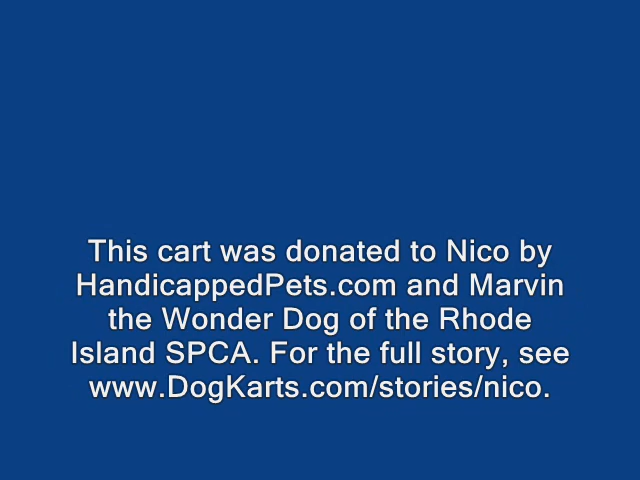 This cart was donated to Nico by
HandicappedPets.com and Marvin
the Wonder Dog of the Rhode
Island SPCA. For the full story, see
www.DogKarts.com/stories/nico.